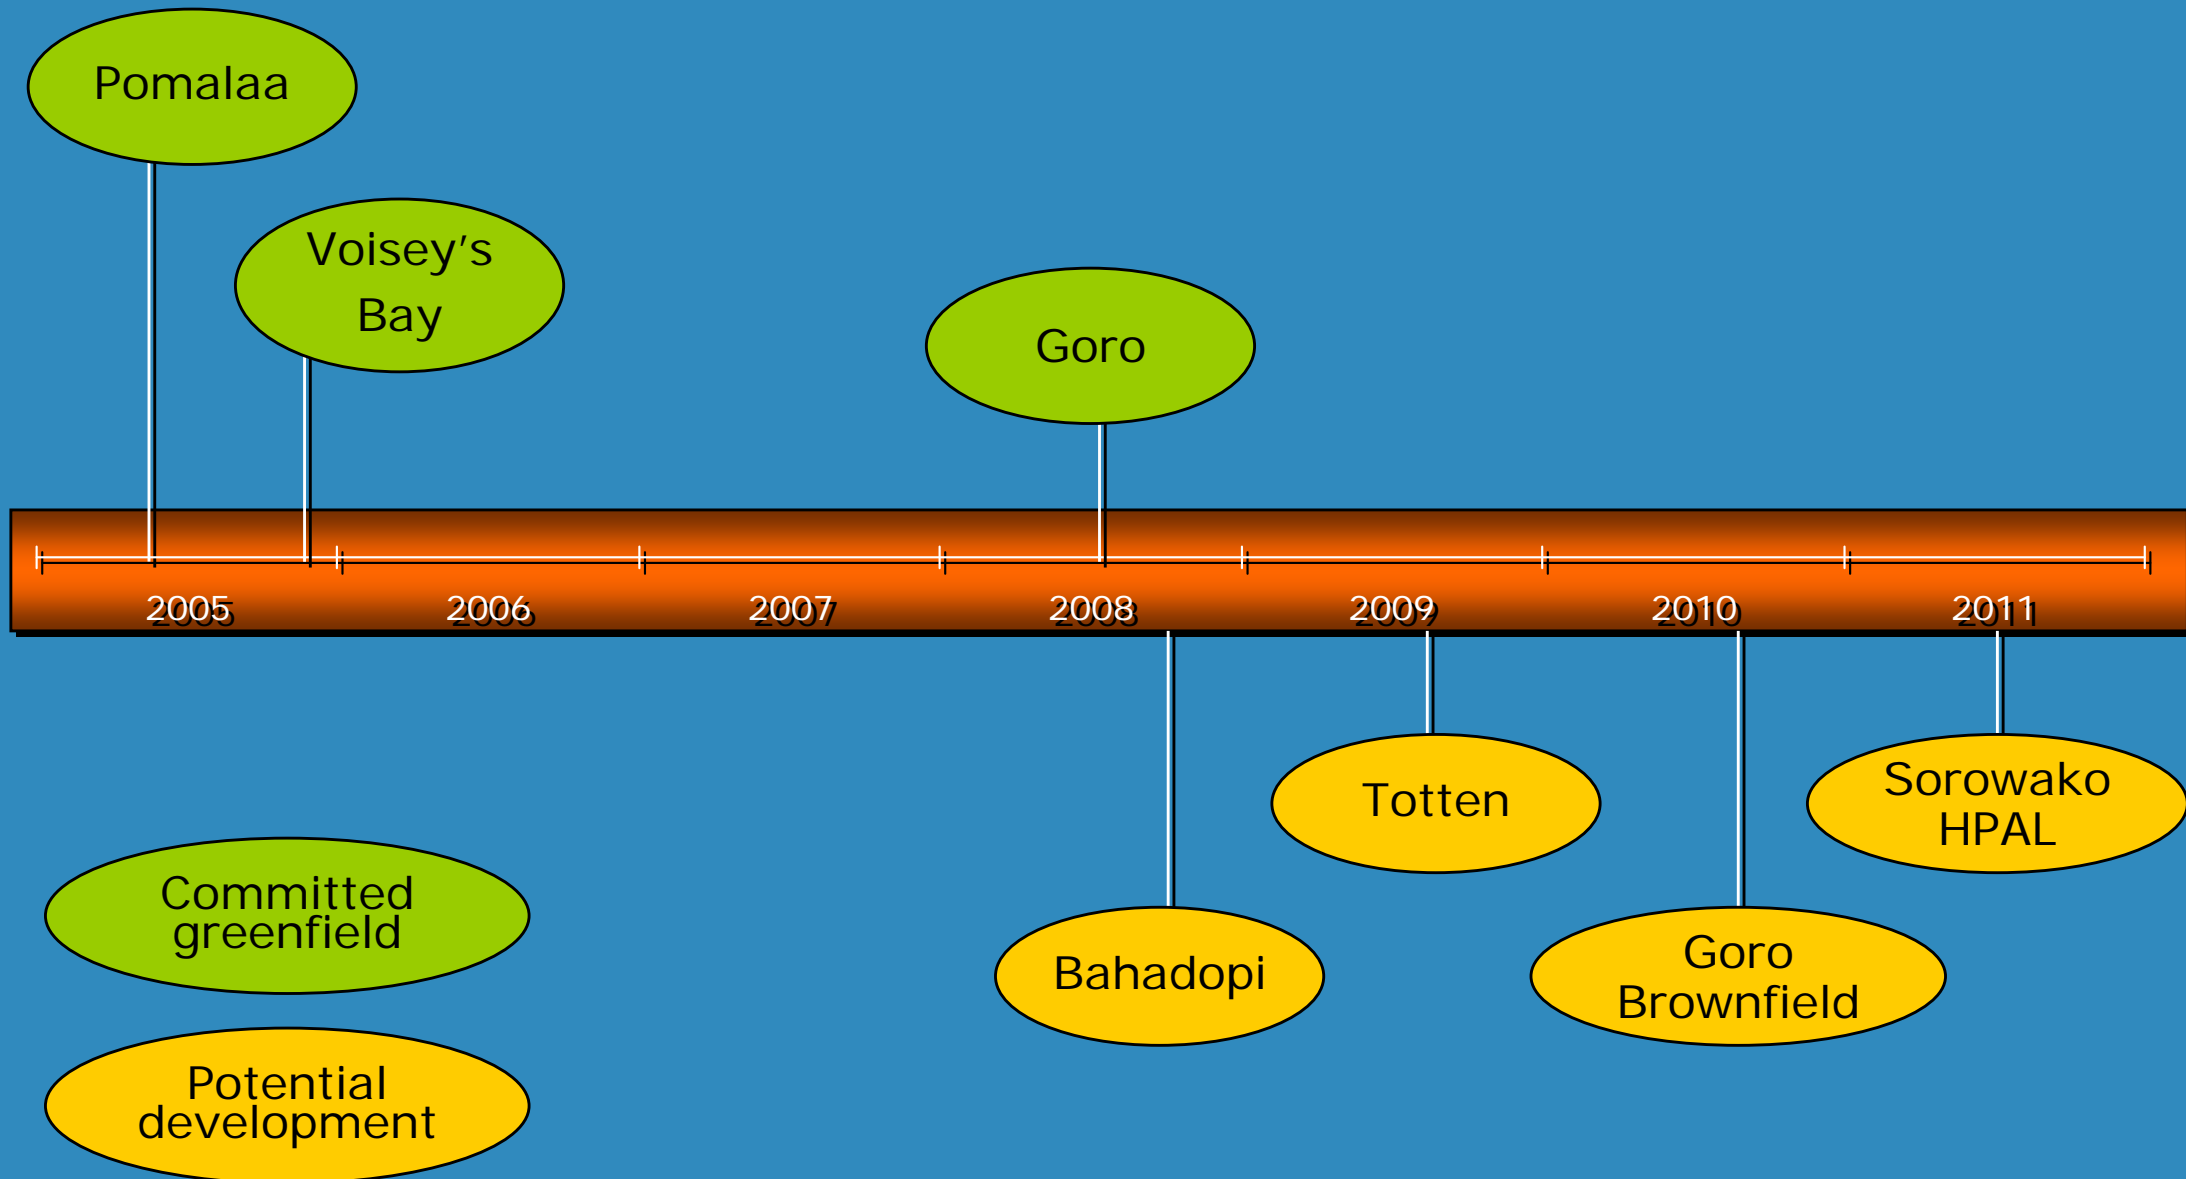 Pomalaa
Voisey’s
Bay
Goro
2005 2006 2007 2008 2009 2010 2011
Totten
Sorowako
HPAL
Bahadopi
Goro
Brownfield
Committed
greenfield
Potential
development